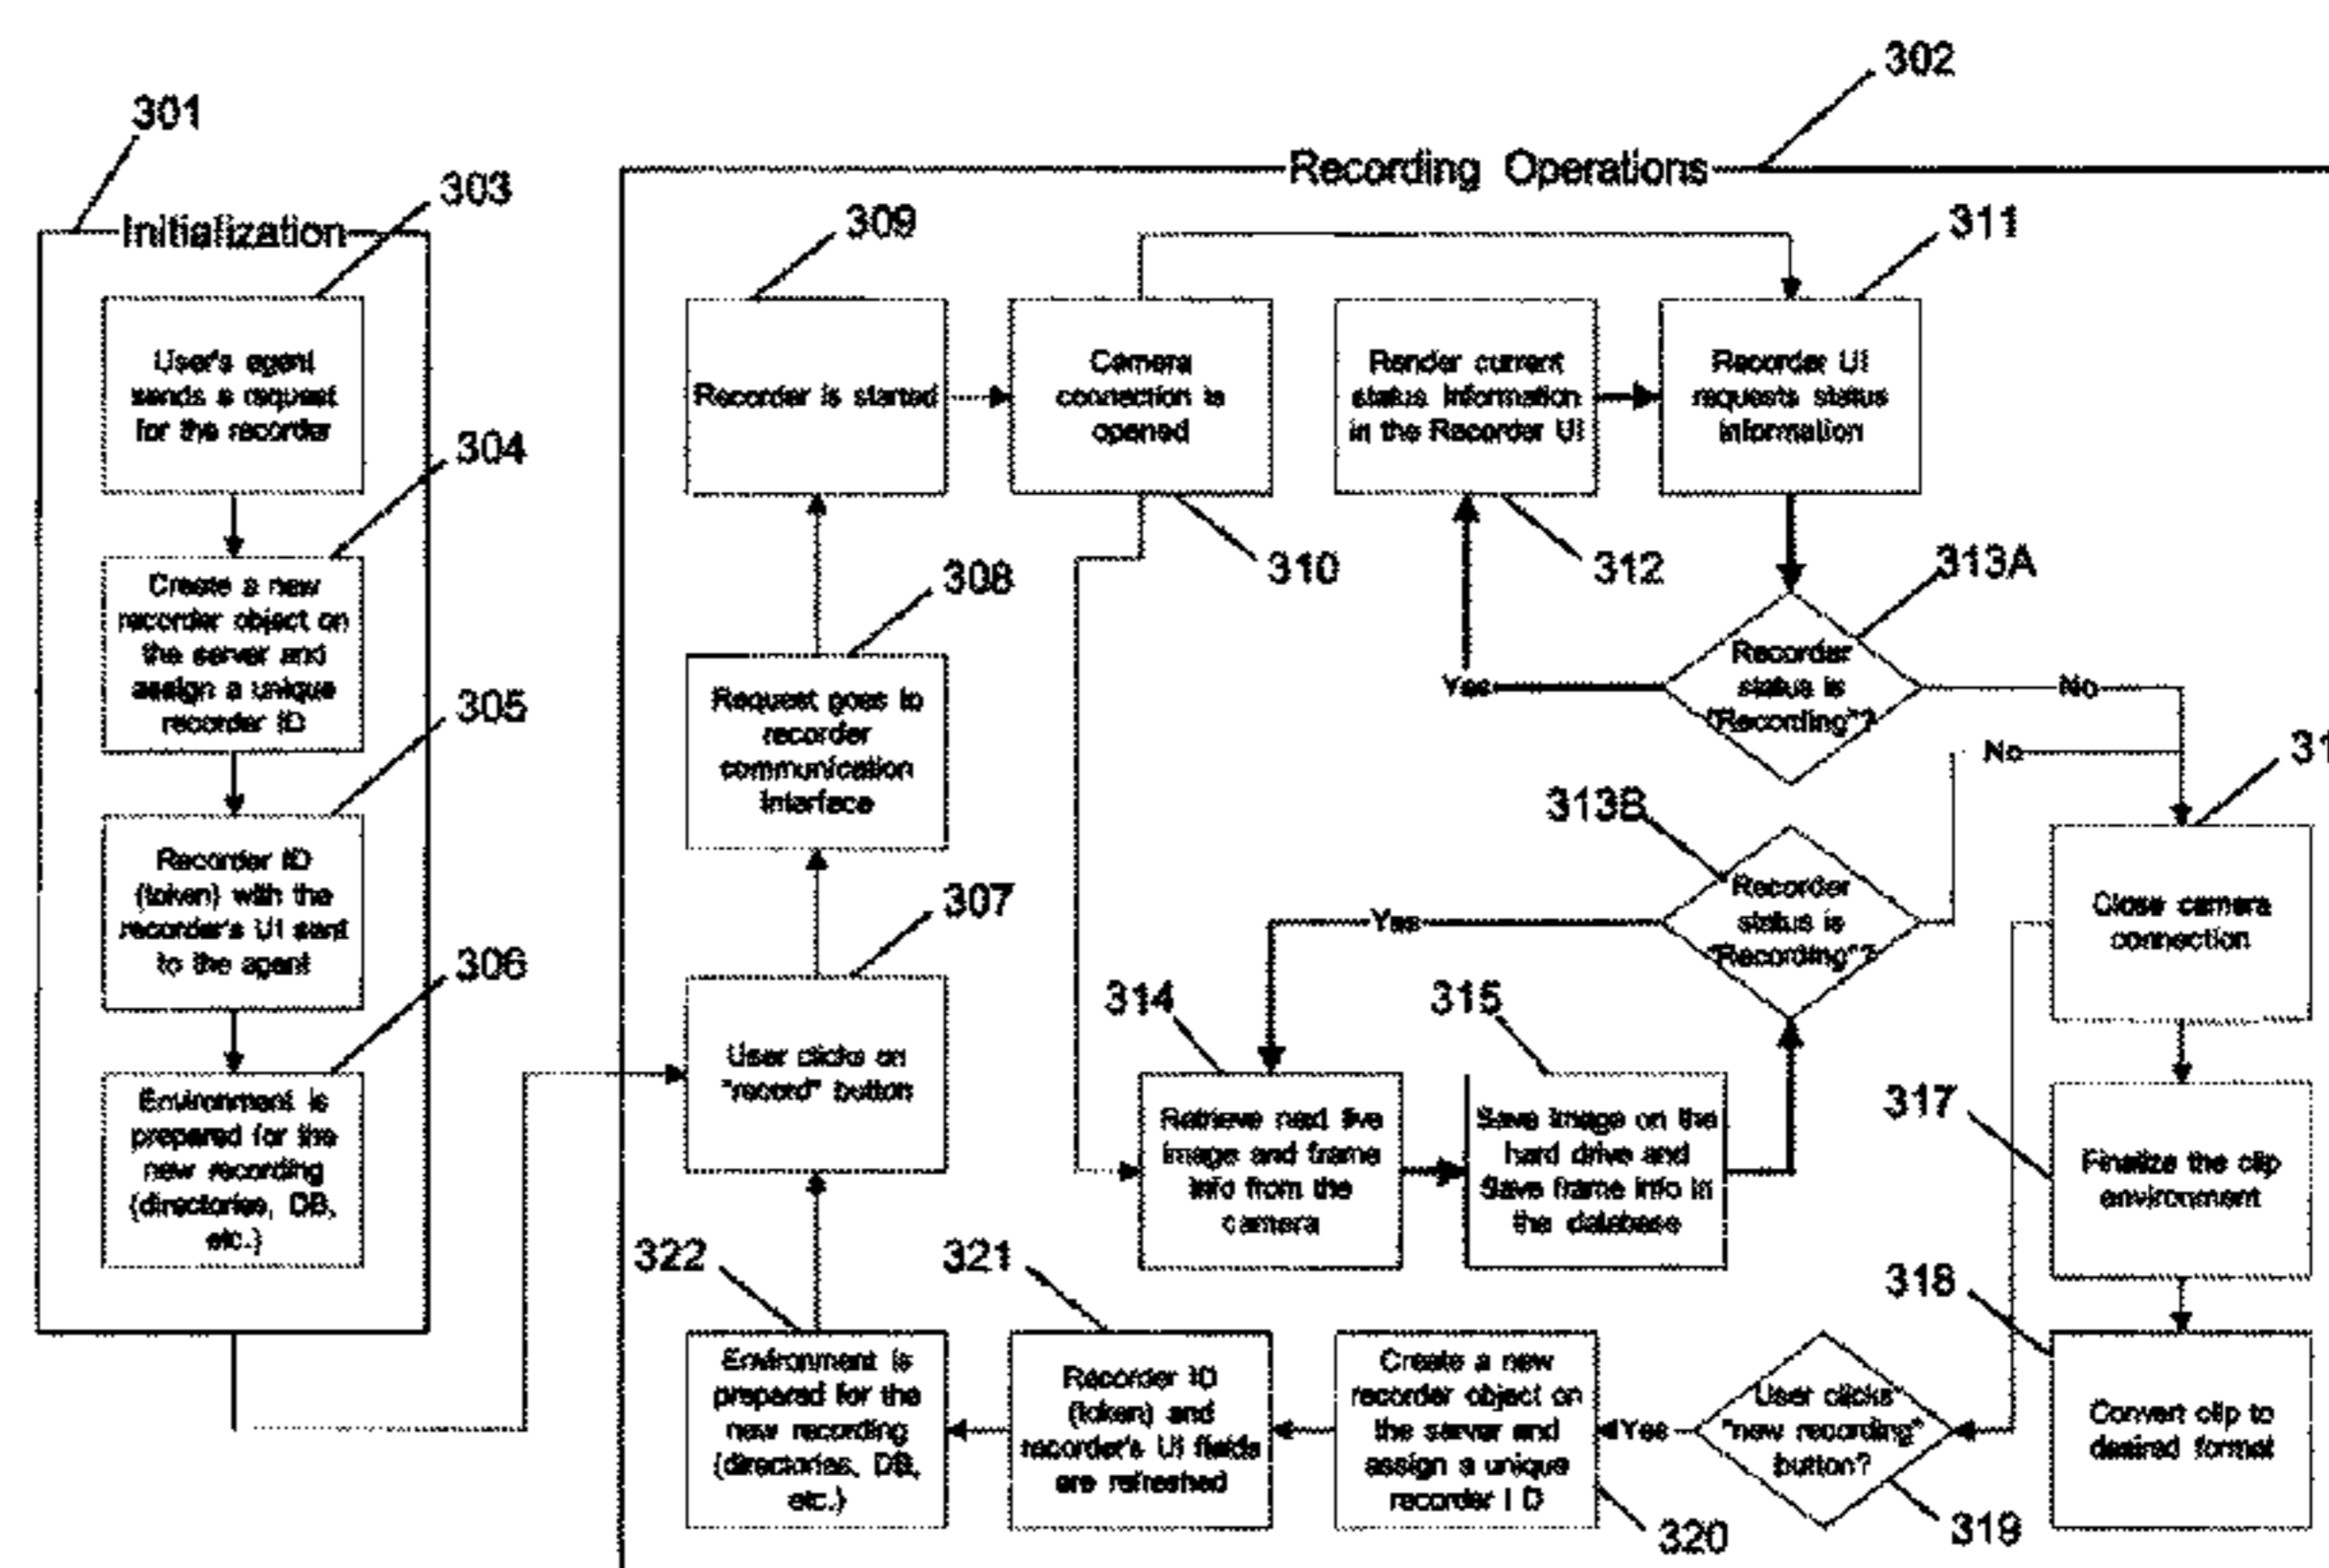 302
301
303
Recording Operations
309
311
Initialization
User's agent
sends a request
for the recorder
Recorder is started
Camera
connection is
opened
Render current
status information
in the Recorder UI
Recorder UI
requests status
information
304
310
312
313A
308
Create a new
recorder object on
the server and
assign a unique
recorder ID
Request goes to
recorder
communication
interface
Yes
Recorder
status is
"Recording"?
No
305
No
31
313B
Recorder ID
(token) with the
recorder's UI sent
to the agent
307
Yes
Recorder
status is
"Recording"?
Close camera
connection
306
314
315
User clicks on
"record" button
Environment is
prepared for the
new recording
(directories, DB,
etc.)
Retrieve next live
image and frame
info from the
camera
Save image on the
hard drive and
Save frame info in
the database
317
Finalize the clip
environment
322
321
318
Environment is
prepared for the
new recording
(directories, DB,
etc.)
Recorder ID
(token) and
recorder's UI fields
are refreshed
Create a new
recorder object on
the server and
assign a unique
recorder I D
Yes
User clicks
"new recording"
button?
Convert clip to
desired format
320
319